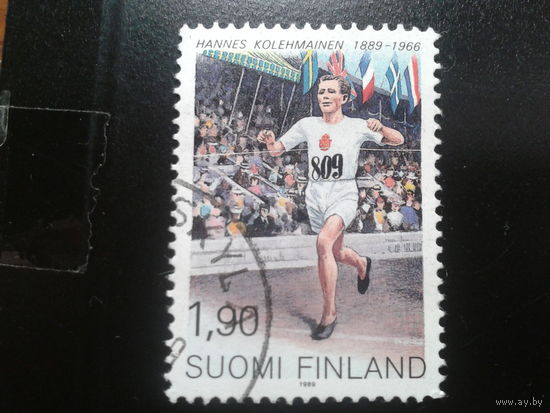 HANNES KOLEHMAINEN 1889-1966
809
1,90
SUOMI FINLAND
1989
www.ay.by